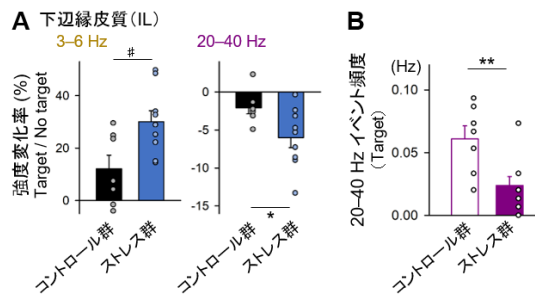 A 下辺縁皮質（IL）
3–6 Hz
20–40 Hz
強度変化率 (%)
Target / No target
40
20
0
#
コントロール群
ストレス群
0
-5
-10
-15
*
コントロール群
ストレス群
B
(Hz)
20–40 Hz イベント頻度
（Target）
0.10
0.05
0.00
**
コントロール群
ストレス群